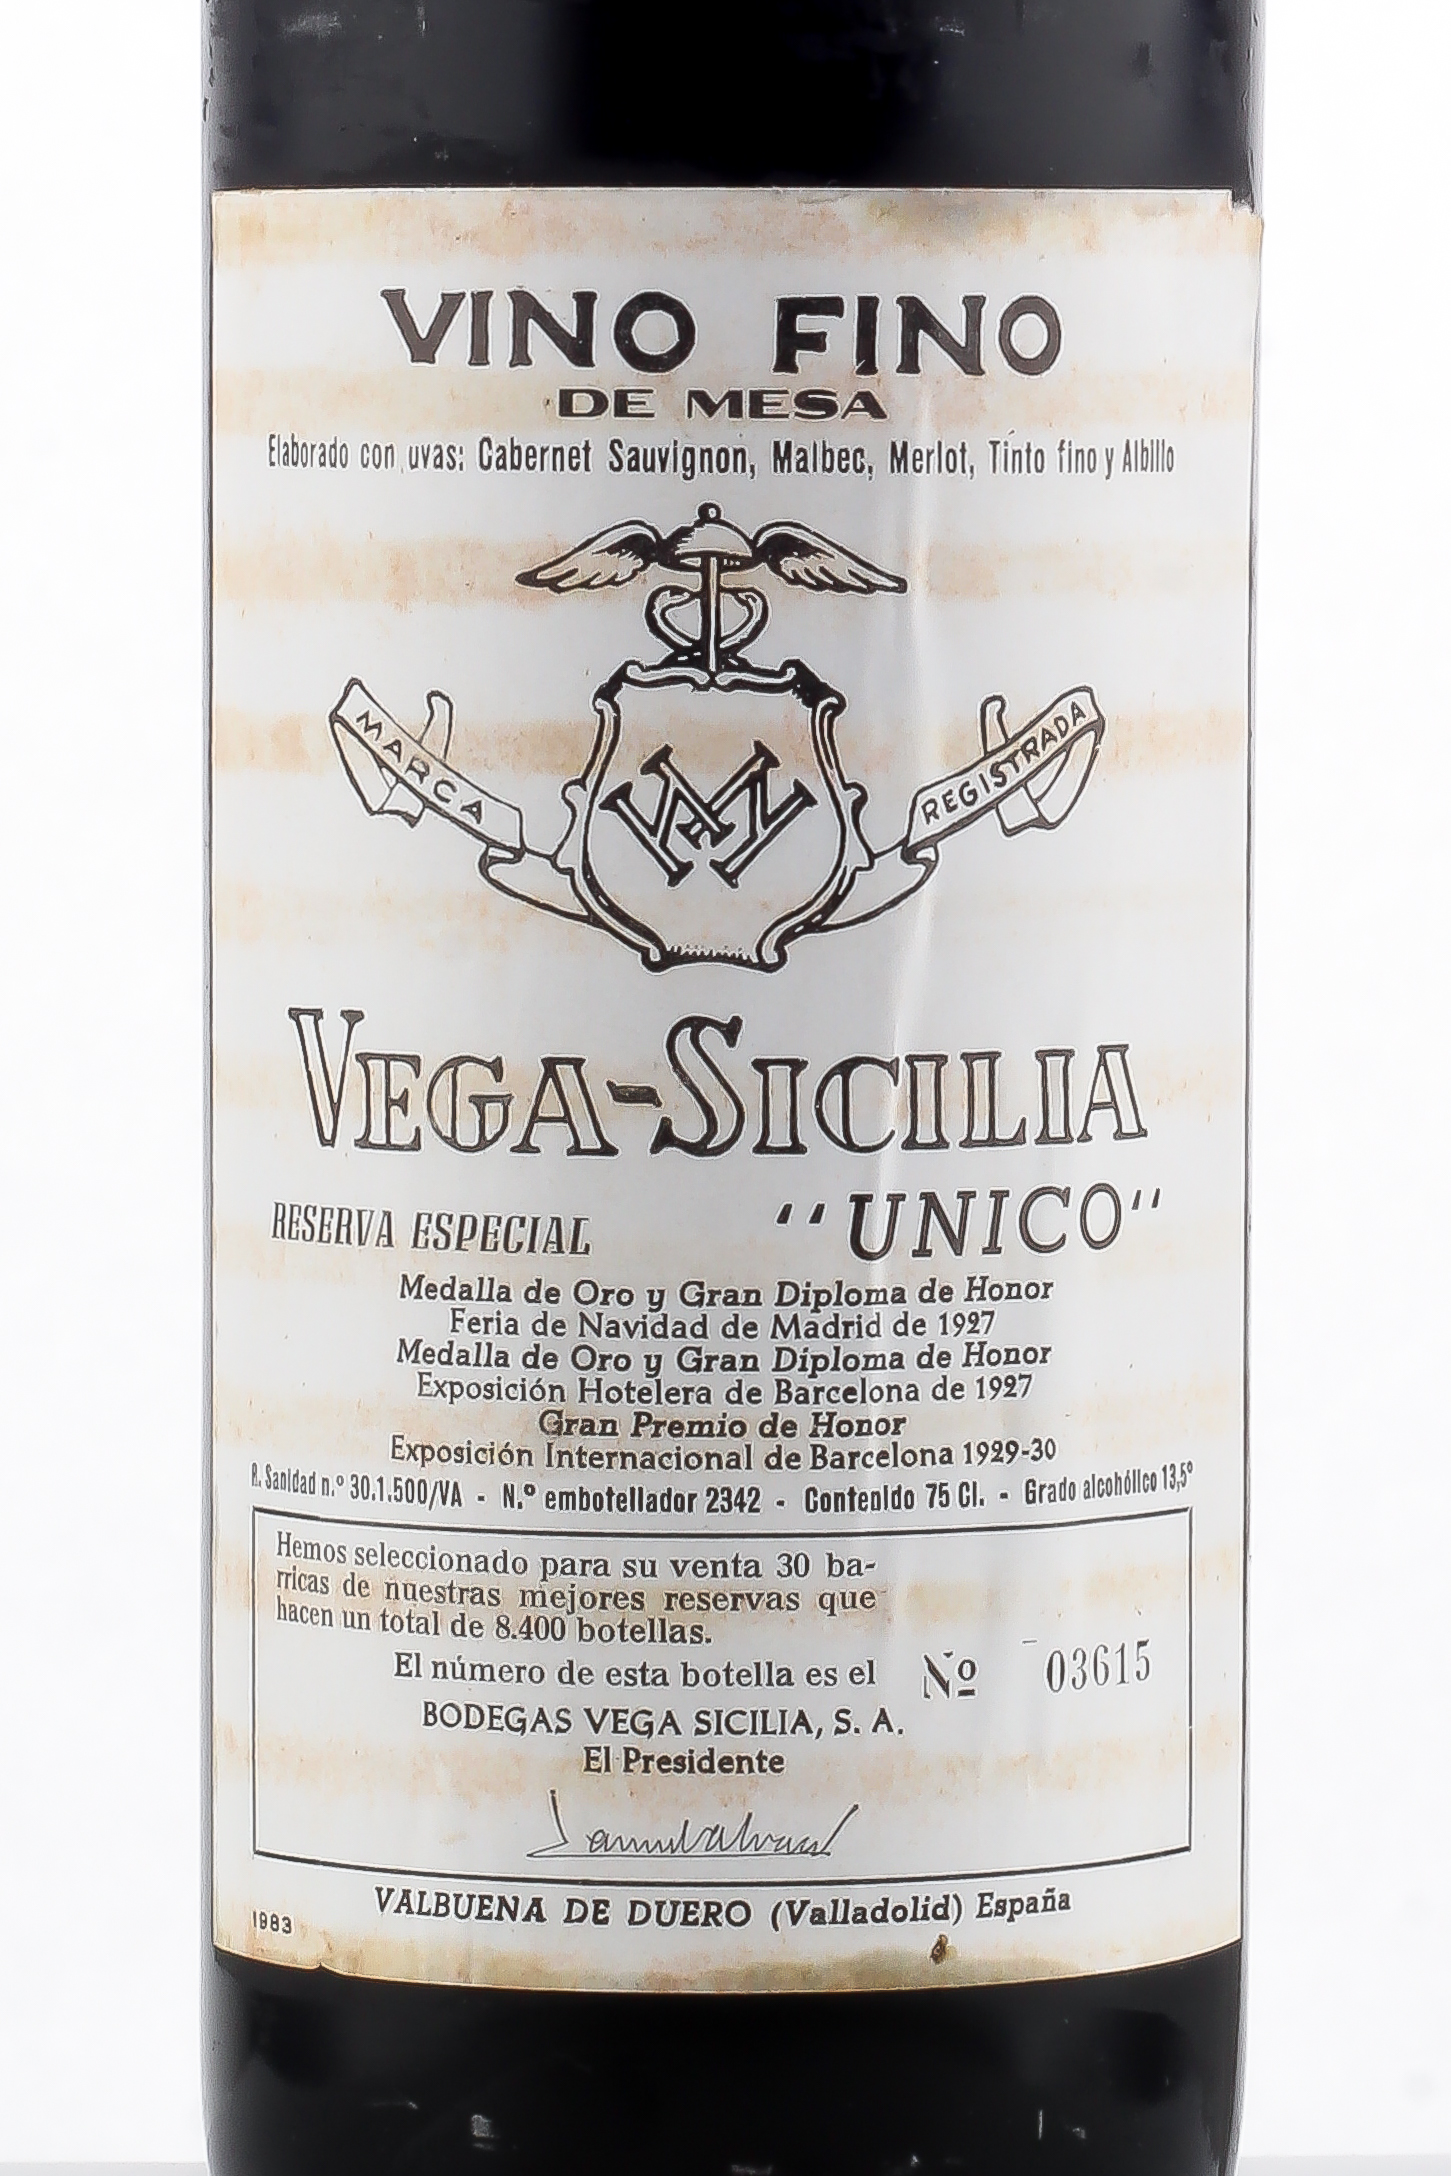 VINO FINO
DE MESA
Elaborado con uvas: Cabernet Sauvignon, Malbec, Merlot, Tinto fino y Albillo
MARCA REGISTRADA
VEGA-SICILIA
RESERVA ESPECIAL "UNICO"
Medalla de Oro y Gran Diploma de Honor
Feria de Navidad de Madrid de 1927
Medalla de Oro y Gran Diploma de Honor
Exposición Hotelera de Barcelona de 1927
Gran Premio de Honor
Exposición Internacional de Barcelona 1929-30
R. Sanidad n.º 30.1.500/VA - N.º embotellador 2342 - Contenido 75 Cl. - Grado alcohólico 13,5º
Hemos seleccionado para su venta 30 ba-
rricas de nuestras mejores reservas que
hacen un total de 8.400 botellas.
El número de esta botella es el Nº 03615
BODEGAS VEGA SICILIA, S. A.
El Presidente
VALBUENA DE DUERO (Valladolid) España
1983